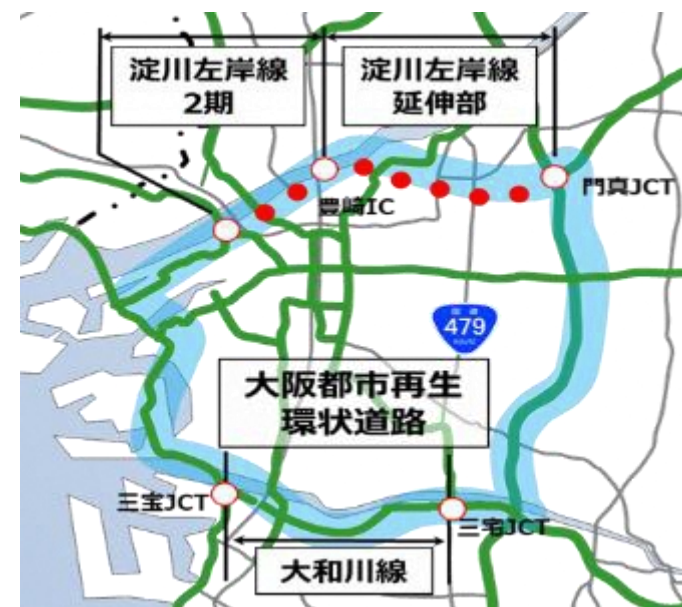 淀川左岸線
2期
淀川左岸線
延伸部
豊崎IC
門真JCT
479
大阪都市再生
環状道路
三宝JCT
三宅JCT
大和川線